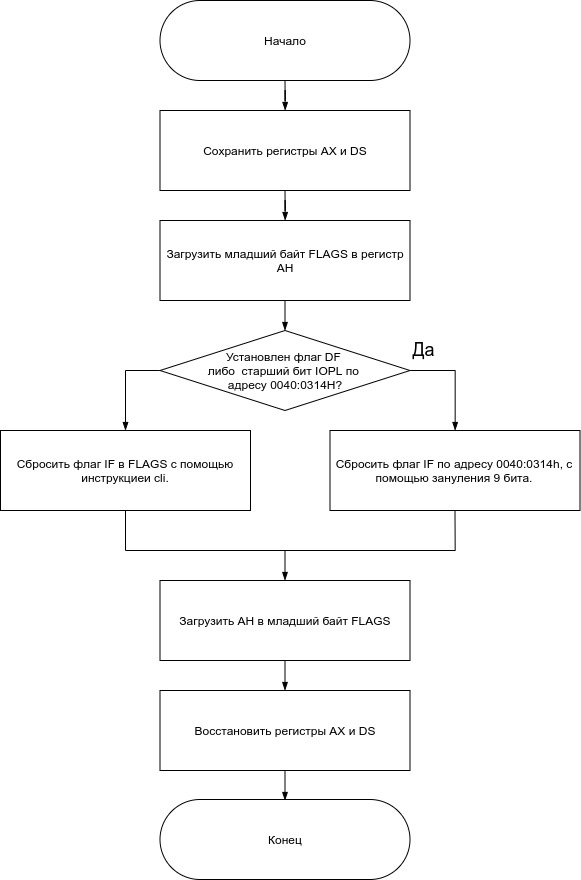 Начало
Сохранить регистры AX и DS
Загрузить младший байт FLAGS в регистр
AH
Установлен флаг DF
либо старший бит IOPL по
адресу 0040:0314H?
Да
Сбросить флаг IF в FLAGS с помощью
инструкциеи cli.
Сбросить флаг IF по адресу 0040:0314h, с
помощью зануления 9 бита.
Загрузить AH в младший байт FLAGS
Восстановить регистры AX и DS
Конец